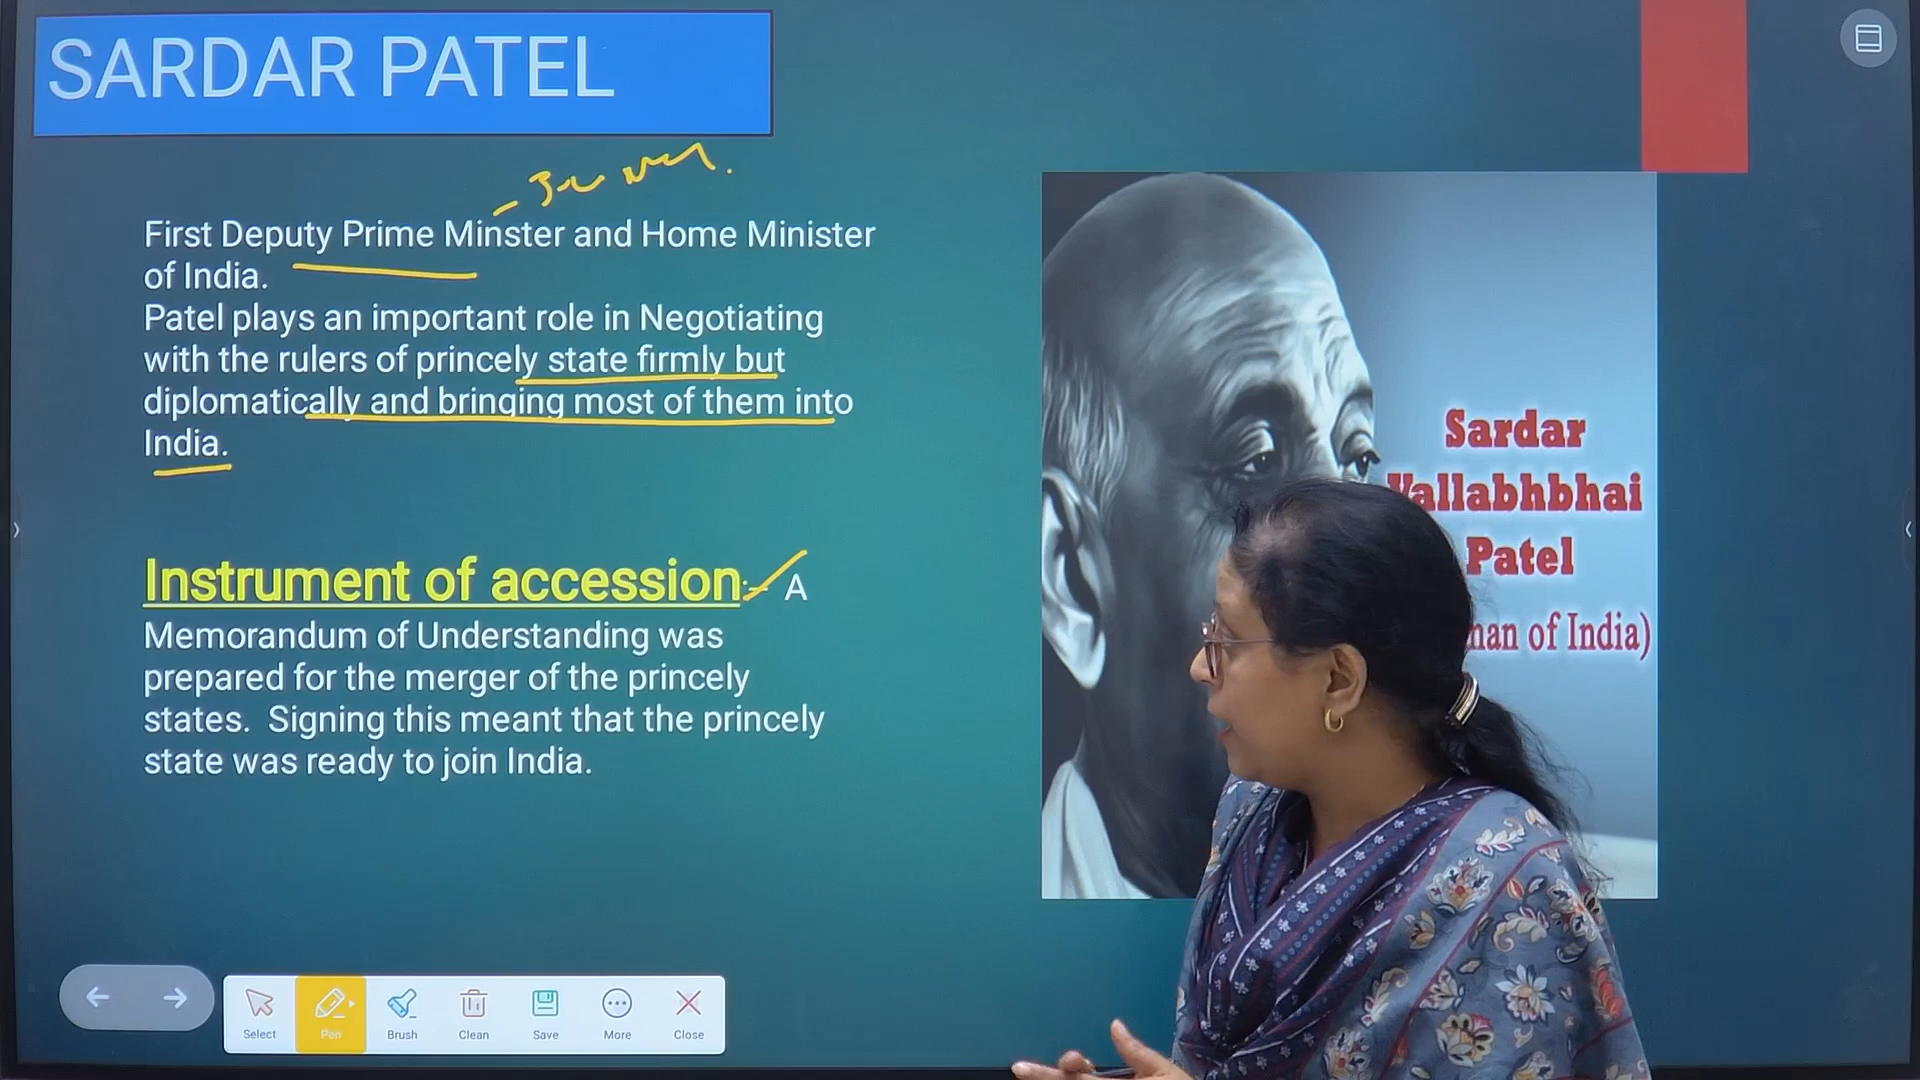 SARDAR PATEL
First Deputy Prime Minster and Home Minister
of India.
Patel plays an important role in Negotiating
with the rulers of princely state firmly but
diplomatically and bringing most of them into
India.
Instrument of accession:- A
Memorandum of Understanding was
prepared for the merger of the princely
states. Signing this meant that the princely
state was ready to join India.
Sardar
Vallabhbhai
Patel
of India)
Select
Pen
Brush
Clean
Save
More
Close